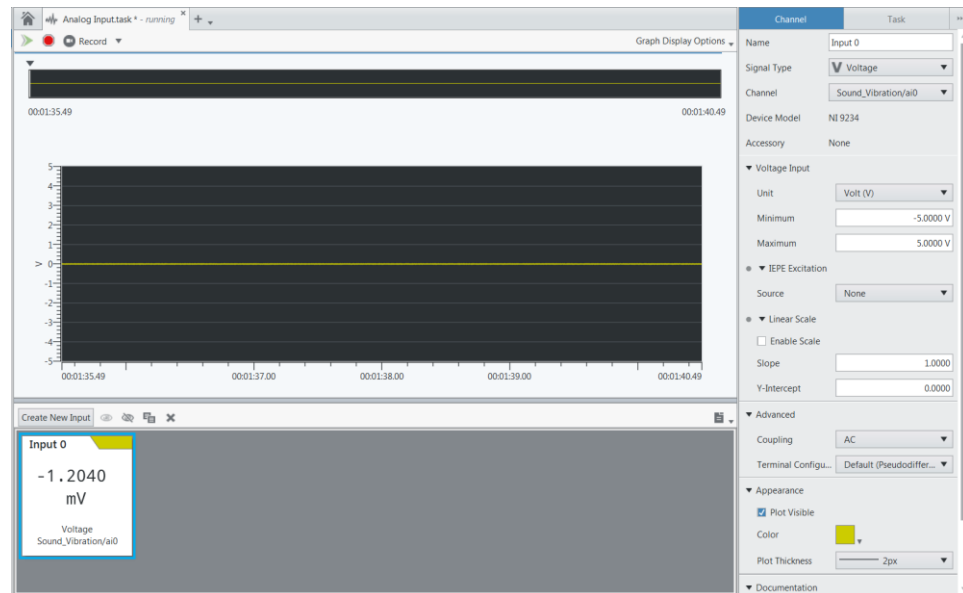 Analog Input.task * - running × +
Record
Graph Display Options
00:01:35.49 00:01:40.49
5
4
3
2
1
> 0
-1
-2
-3
-4
-5
00:01:35.49 00:01:37.00 00:01:38.00 00:01:39.00 00:01:40.49
Create New Input
Input 0
-1.2040
mV
Voltage
Sound_Vibration/ai0
Channel Task
Name Input 0
Signal Type V Voltage
Channel Sound_Vibration/ai0
Device Model NI 9234
Accessory None
Voltage Input
Unit Volt (V)
Minimum -5.0000 V
Maximum 5.0000 V
IEPE Excitation
Source None
Linear Scale
Enable Scale
Slope 1.0000
Y-Intercept 0.0000
Advanced
Coupling AC
Terminal Configu... Default (Pseudodiffer...
Appearance
Plot Visible
Color
Plot Thickness 2px
Documentation